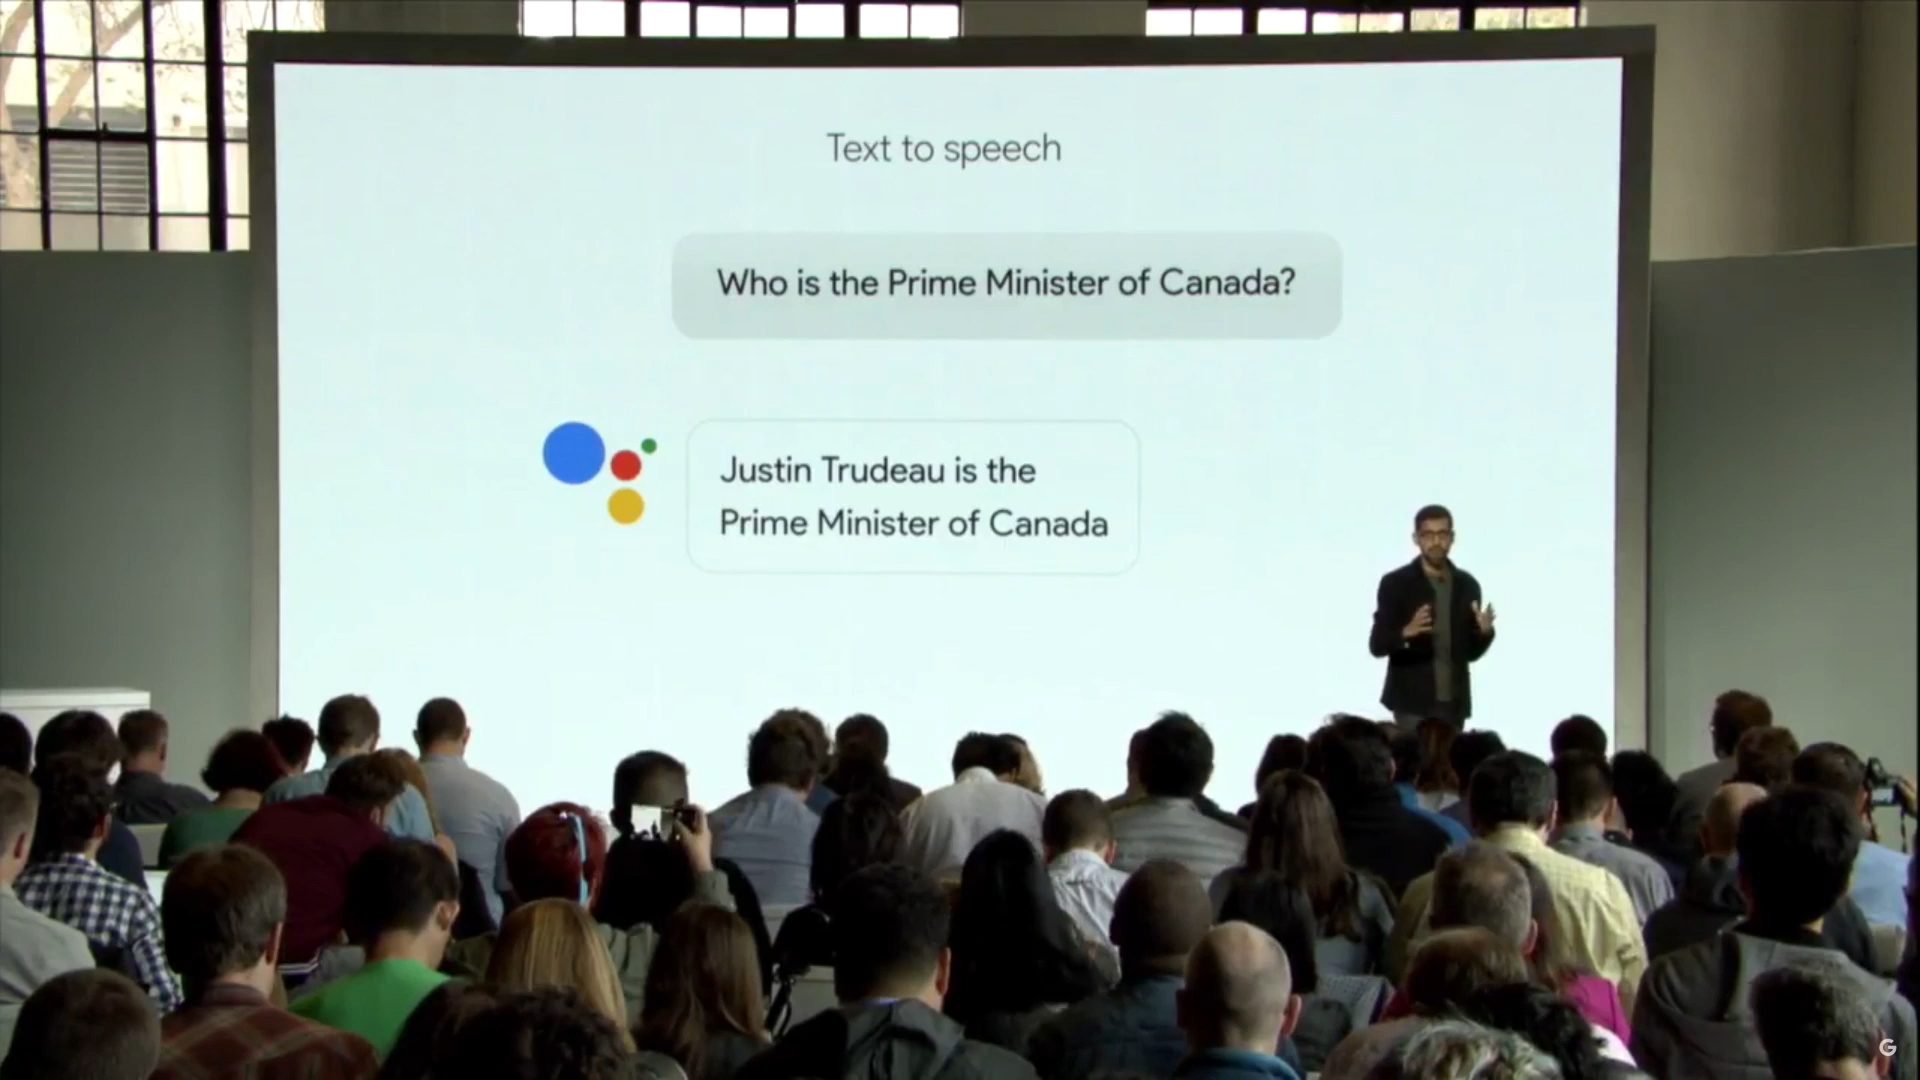 Text to speech
Who is the Prime Minister of Canada?
Justin Trudeau is the
Prime Minister of Canada
G